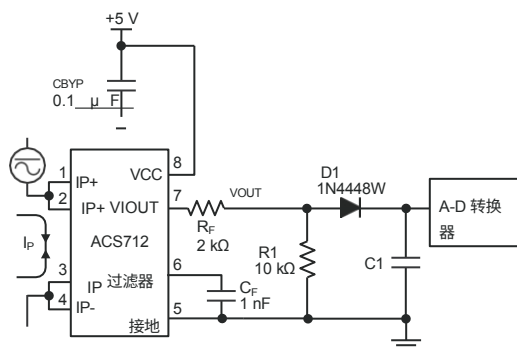 +5 V
CBYP
0.1 μ F
1
IP+
2
IP+
VCC
8
VIOUT
7
ACS712
IP
3
IP
过滤器
6
4
IP-
接地
5
RF
2 kΩ
VOUT
CF
1 nF
R1
10 kΩ
D1
1N4448W
C1
A-D 转换
器